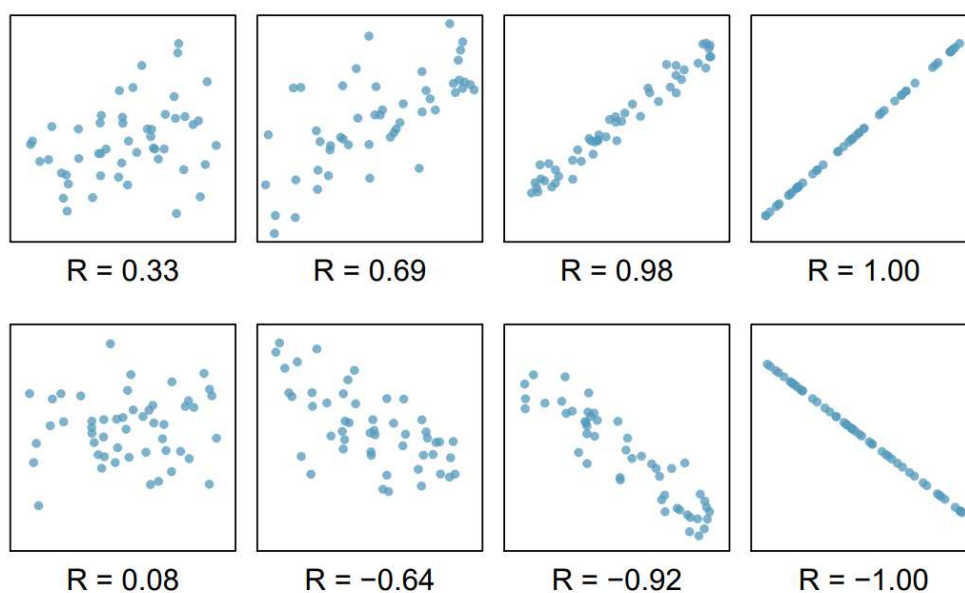 R = 0.33 R = 0.69 R = 0.98 R = 1.00
R = 0.08 R = −0.64 R = −0.92 R = −1.00